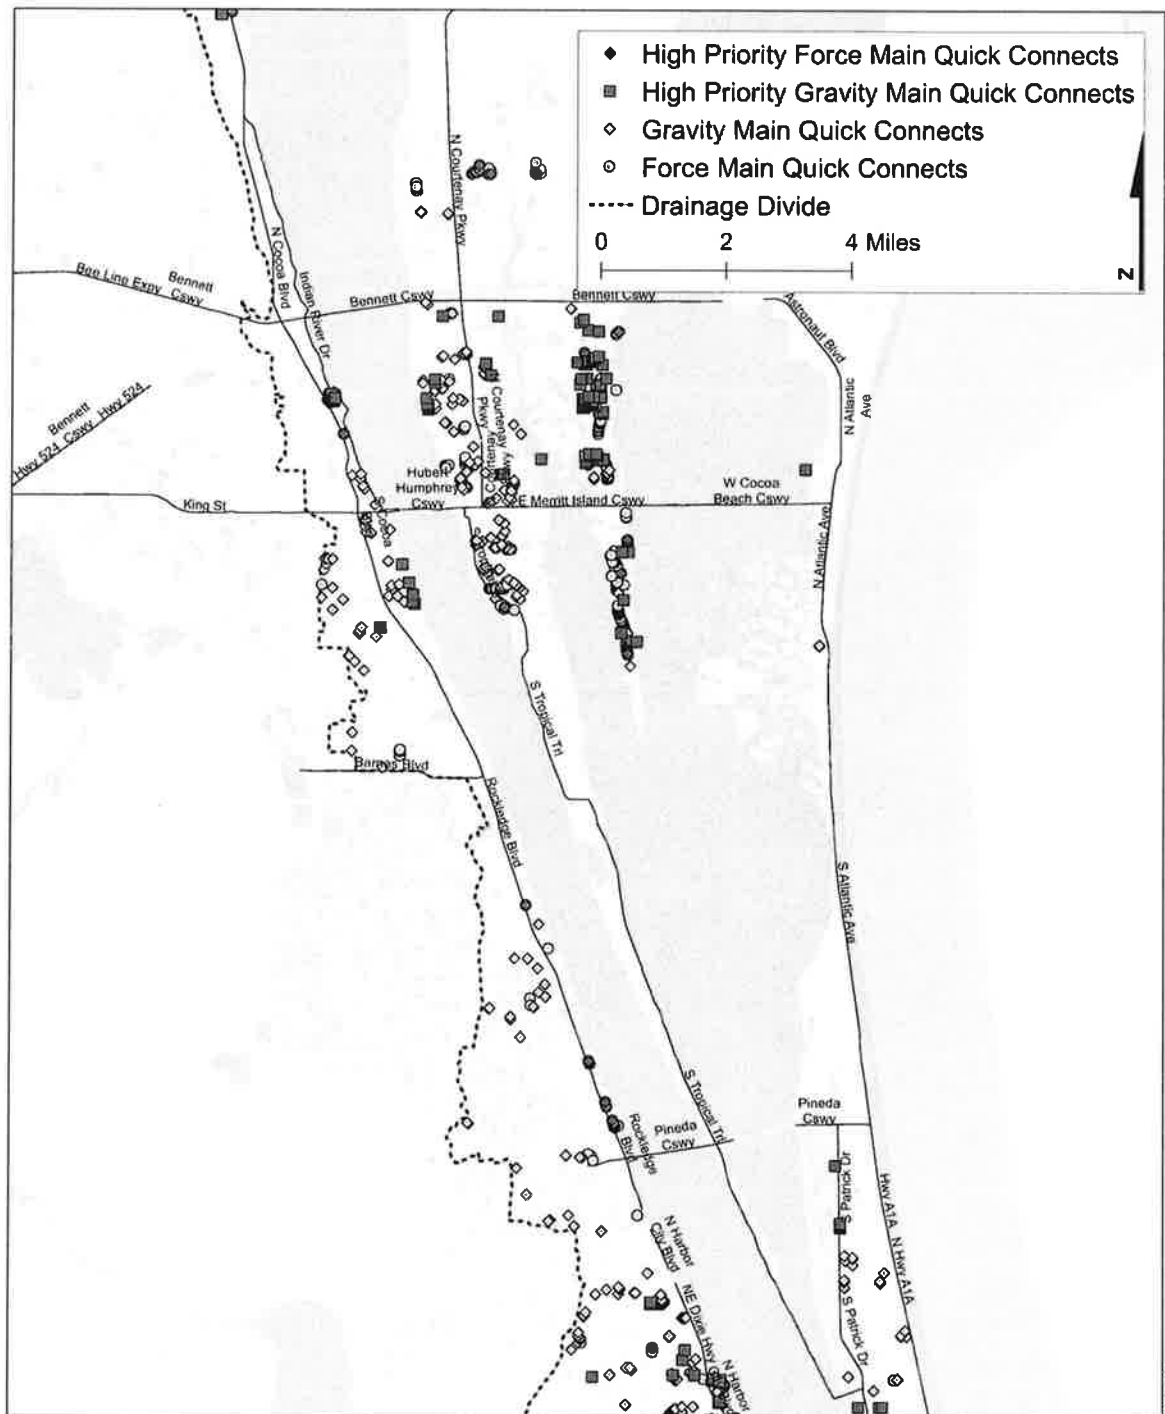 High Priority Force Main Quick Connects
High Priority Gravity Main Quick Connects
Gravity Main Quick Connects
Force Main Quick Connects
Drainage Divide
0 2 4 Miles
N
N Courtenay Pkwy
N Cocoa Blvd
Indian River Dr
Bee Line Expy
Bennett
Cswy
Bennett Cswy
Bennett Cswy
Astronaut Blvd
N Atlantic
Ave
Bennett
Hwy 524 Cswy Hwy 524
Courtenay
Pkwy
Hubert
Humphrey
Cswy
King St
S Cocoa
E Merritt Island Cswy
W Cocoa
Beach Cswy
N Atlantic Ave
S Tropical
S Tropical Trl
Barnes Blvd
Rockledge Blvd
S Atlantic Ave
S Tropical Trl
Pineda
Cswy
Rockledge
Blvd
Pineda
Cswy
S Patrick Dr
Hwy A1A
N Hwy A1A
N Harbor
City Blvd
NE Dixie Hwy
S Patrick Dr
N Harbor